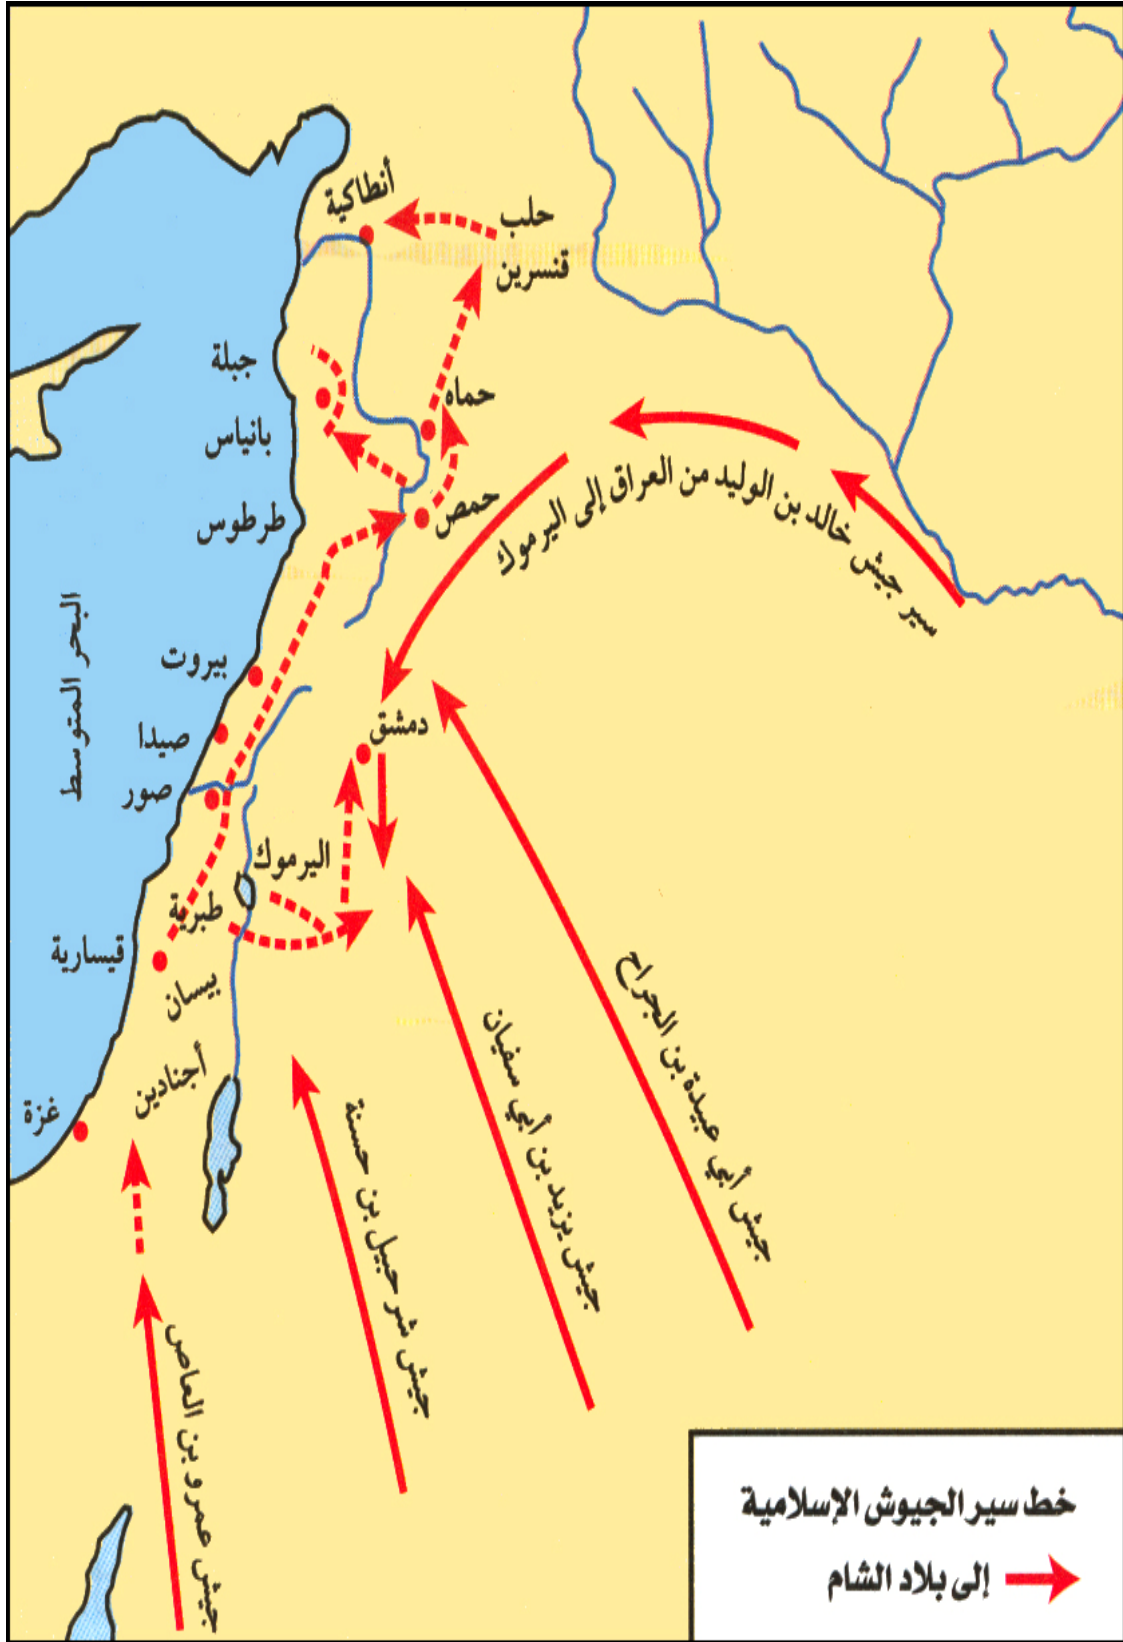 أنطاكية
حلب
قنسرين
جبلة
حماه
بانياس
حمص
طرطوس
سير جيش خالد بن الوليد من العراق إلى اليرموك
البحر المتوسط
بيروت
دمشق
صيدا
صور
اليرموك
طبرية
قيسارية
بيسان
أجنادين
غزة
جيش أبي عبيدة بن الجراح
جيش يزيد بن أبي سفيان
جيش شرحبيل بن حسنة
جيش عمرو بن العاص
خط سير الجيوش الإسلامية
إلى بلاد الشام